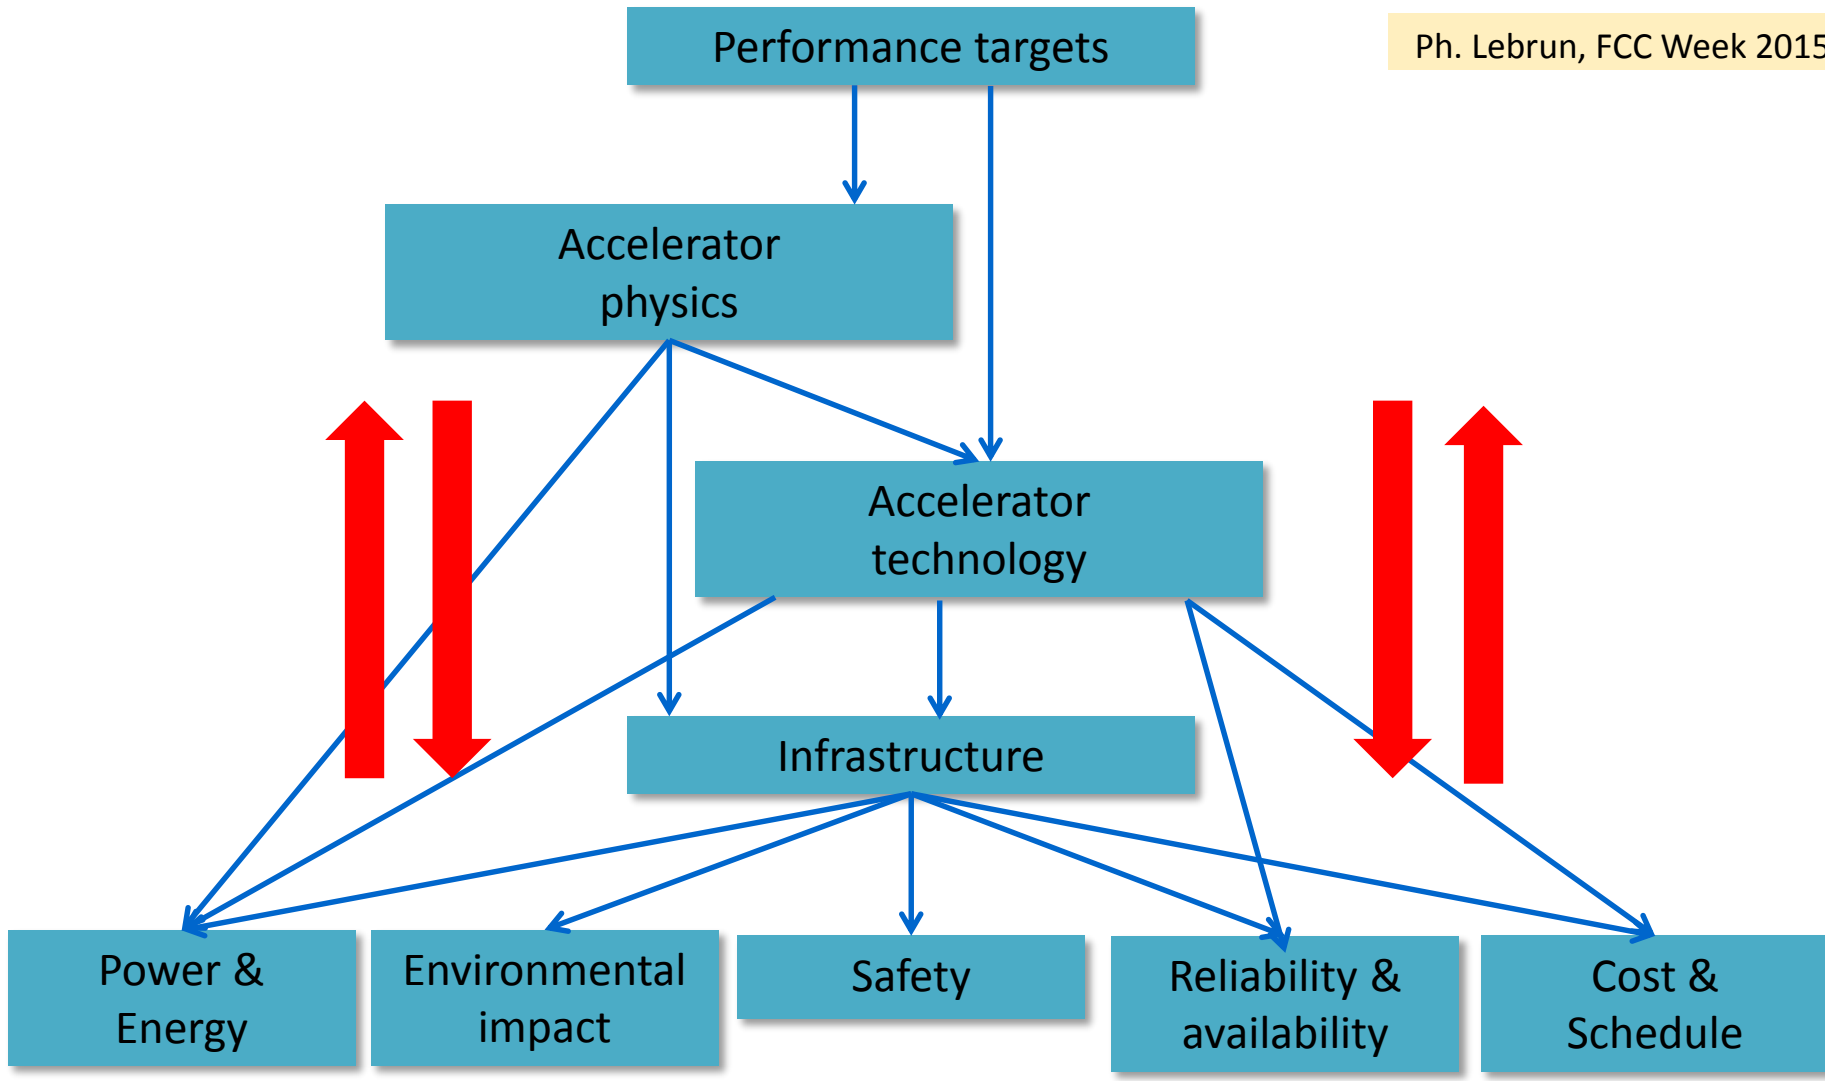 Performance targets
Ph. Lebrun, FCC Week 2015
Accelerator
physics
Accelerator
technology
Infrastructure
Power &
Energy
Environmental
impact
Safety
Reliability &
availability
Cost &
Schedule